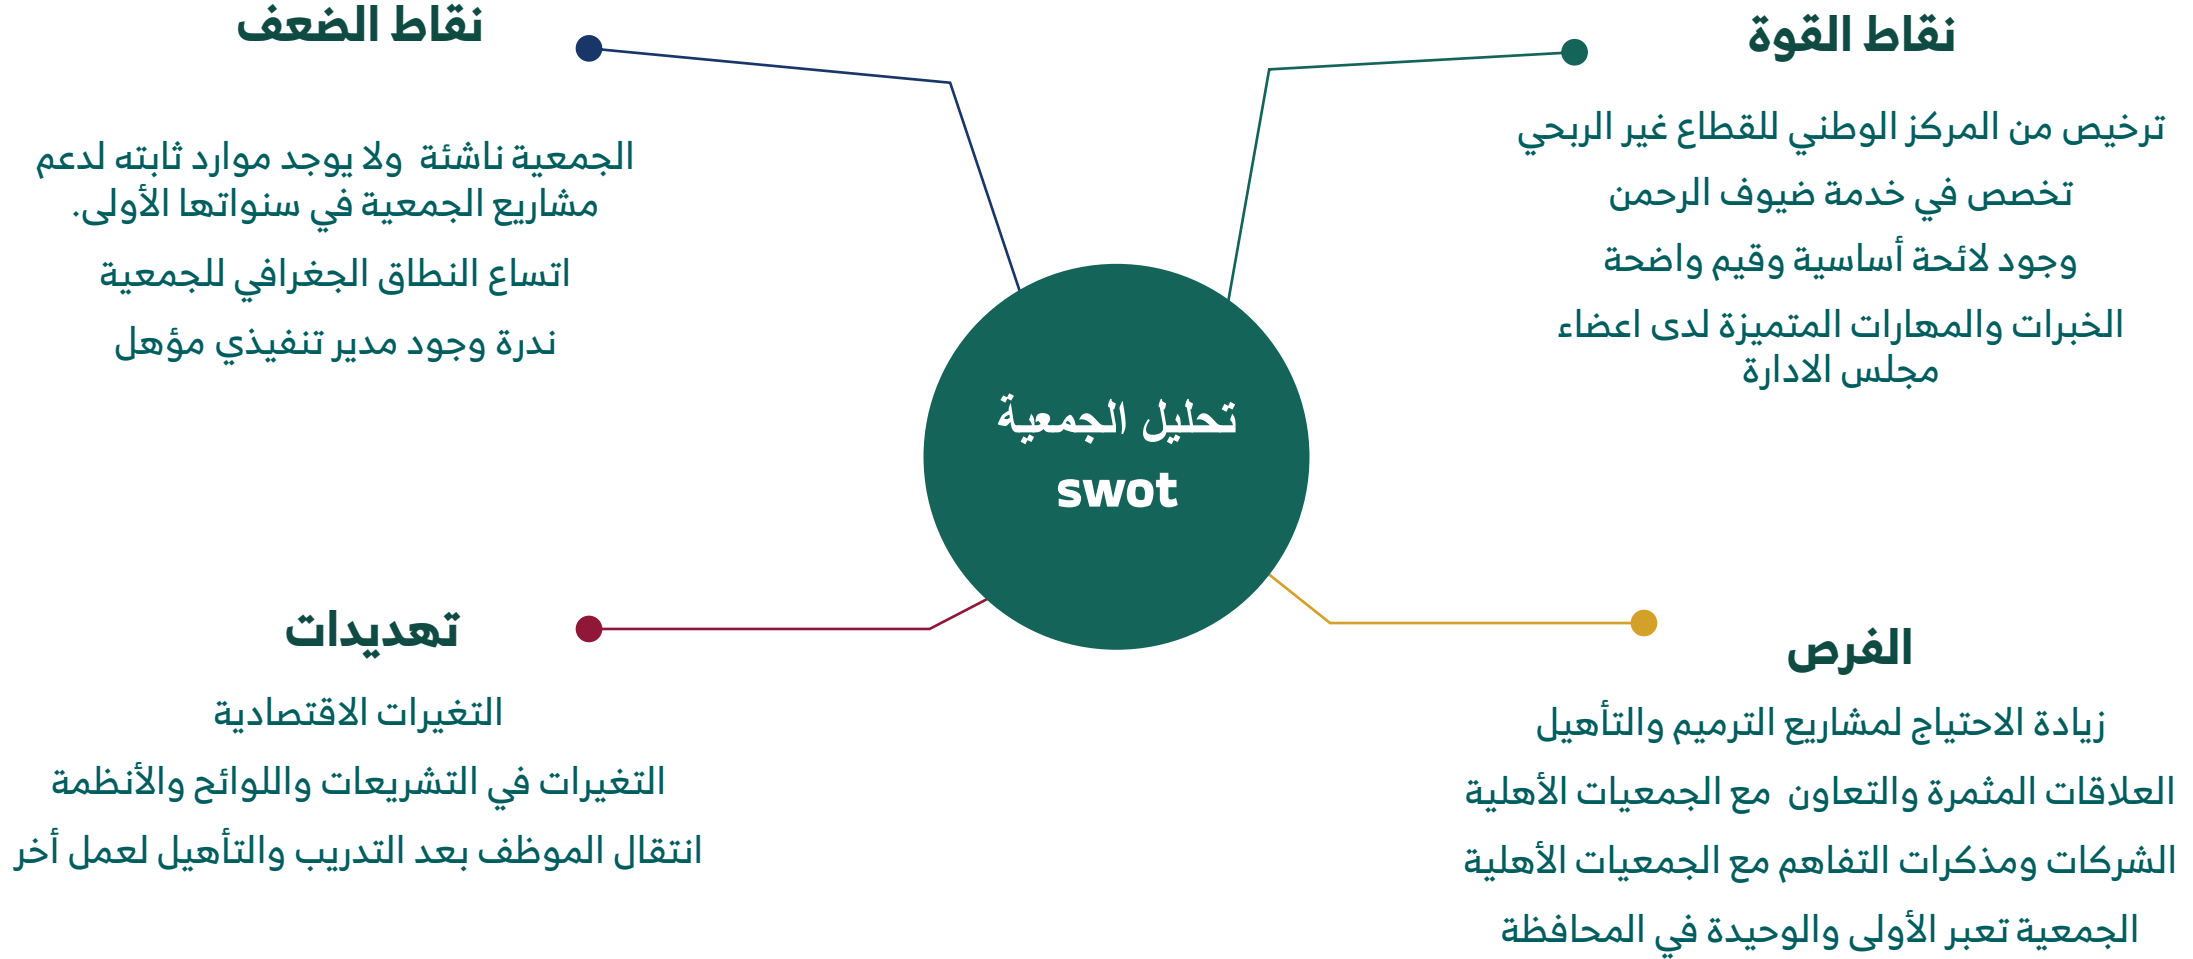 نقاط القوة
ترخيص من المركز الوطني للقطاع غير الربحي
تخصص في خدمة ضيوف الرحمن
وجود لائحة أساسية وقيم واضحة
الخبرات والمهارات المتميزة لدى اعضاء
مجلس الادارة
نقاط الضعف
الجمعية ناشئة ولا يوجد موارد ثابته لدعم
مشاريع الجمعية في سنواتها الأولى.
اتساع النطاق الجغرافي للجمعية
ندرة وجود مدير تنفيذي مؤهل
تحليل الجمعية
swot
الفرص
زيادة الاحتياج لمشاريع الترميم والتأهيل
العلاقات المثمرة والتعاون مع الجمعيات الأهلية
الشركات ومذكرات التفاهم مع الجمعيات الأهلية
الجمعية تعبر الأولى والوحيدة في المحافظة
تهديدات
التغيرات الاقتصادية
التغيرات في التشريعات واللوائح والأنظمة
انتقال الموظف بعد التدريب والتأهيل لعمل أخر